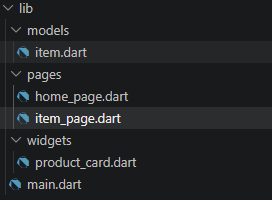 lib
models
item.dart
pages
home_page.dart
item_page.dart
widgets
product_card.dart
main.dart